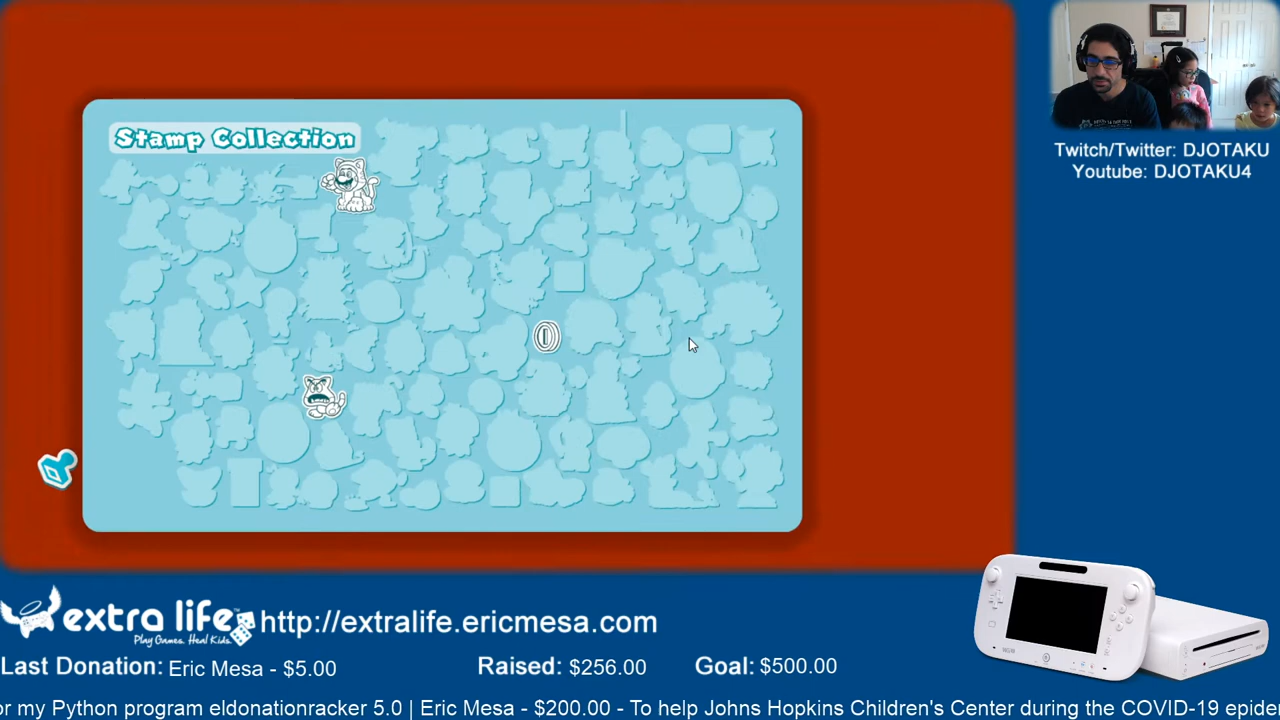 Stamp Collection
Twitch/Twitter: DJOTAKU
Youtube: DJOTAKU4
extra life
Play Games. Heal Kids.
http://extralife.ericmesa.com
Last Donation: Eric Mesa - $5.00
Raised: $256.00
Goal: $500.00
or my Python program eldonationracker 5.0 | Eric Mesa - $200.00 - To help Johns Hopkins Children's Center during the COVID-19 epide